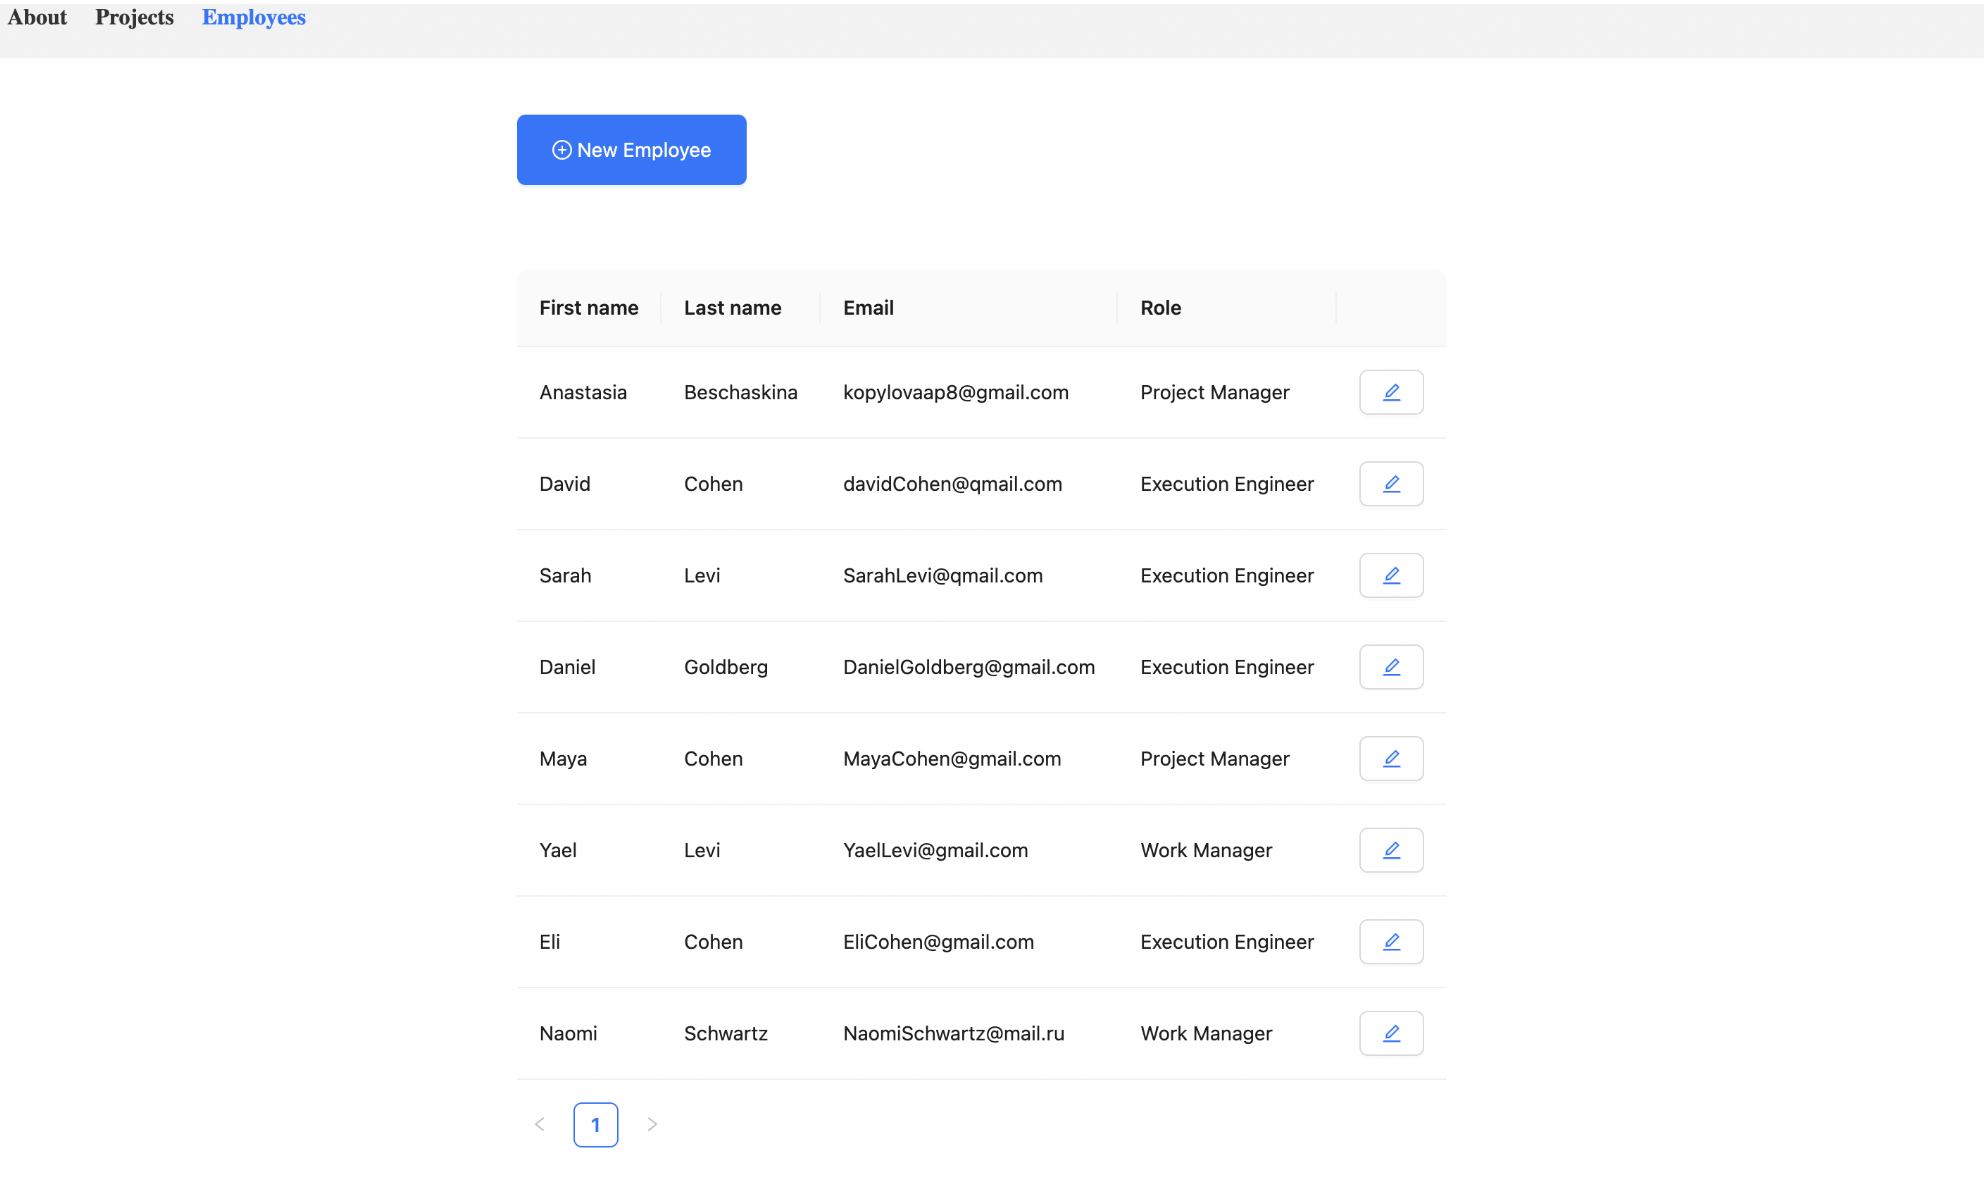 About Projects Employees
New Employee
First name Last name Email Role
Anastasia Beschaskina kopylovaap8@gmail.com Project Manager
David Cohen davidCohen@qmail.com Execution Engineer
Sarah Levi SarahLevi@qmail.com Execution Engineer
Daniel Goldberg DanielGoldberg@gmail.com Execution Engineer
Maya Cohen MayaCohen@gmail.com Project Manager
Yael Levi YaelLevi@gmail.com Work Manager
Eli Cohen EliCohen@gmail.com Execution Engineer
Naomi Schwartz NaomiSchwartz@mail.ru Work Manager
1